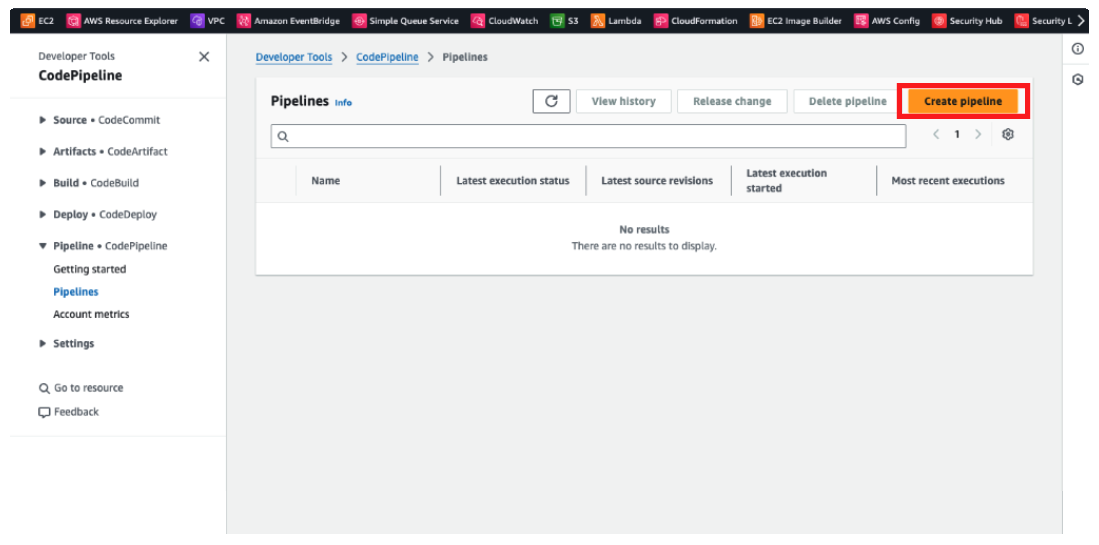 EC2 AWS Resource Explorer VPC Amazon EventBridge Simple Queue Service CloudWatch S3 Lambda CloudFormation EC2 Image Builder AWS Config Security Hub Security L
Developer Tools
CodePipeline
Source • CodeCommit
Artifacts • CodeArtifact
Build • CodeBuild
Deploy • CodeDeploy
Pipeline • CodePipeline
Getting started
Pipelines
Account metrics
Settings
Go to resource
Feedback
Developer Tools > CodePipeline > Pipelines
Pipelines Info
View history Release change Delete pipeline Create pipeline
< 1 >
Name Latest execution status Latest source revisions Latest execution started Most recent executions
No results
There are no results to display.